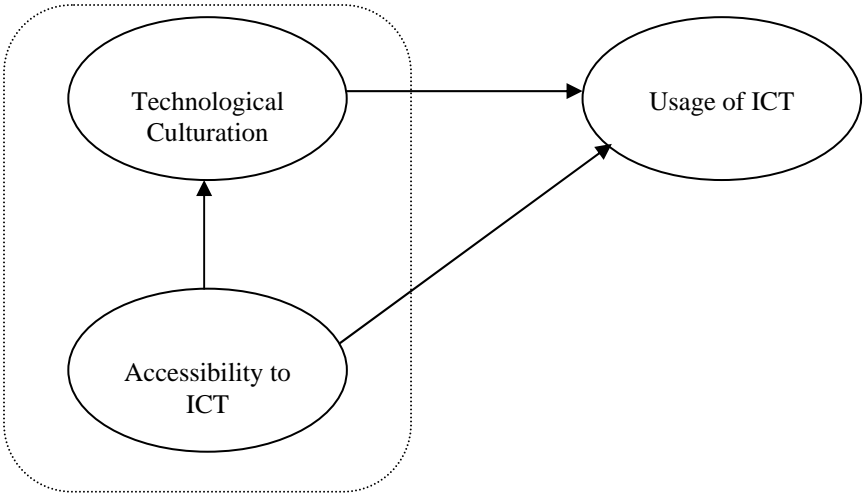 Technological
Culturation
Usage of ICT
Accessibility to
ICT